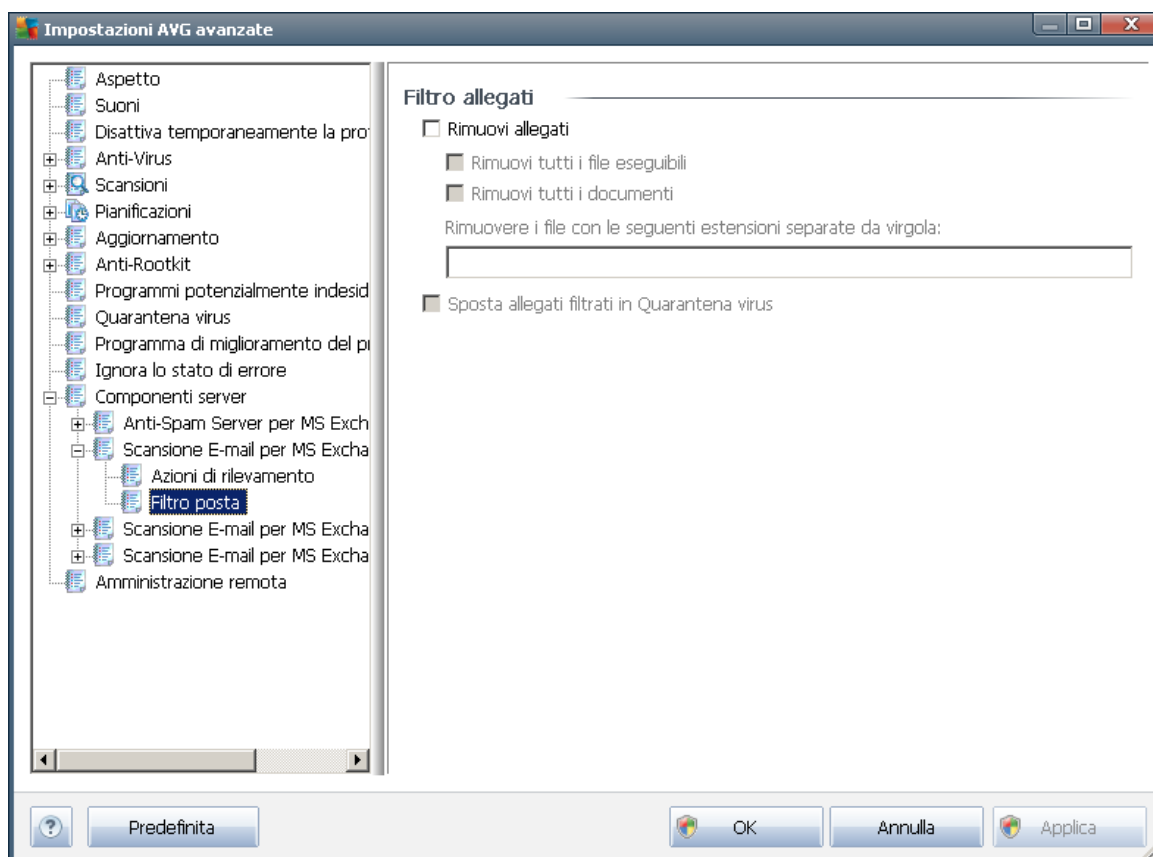 Impostazioni AVG avanzate
Aspetto
Suoni
Disattiva temporaneamente la pro
Anti-Virus
Scansioni
Pianificazioni
Aggiornamento
Anti-Rootkit
Programmi potenzialmente indesid
Quarantena virus
Programma di miglioramento del p
Ignora lo stato di errore
Componenti server
Anti-Spam Server per MS Exch
Scansione E-mail per MS Excha
Azioni di rilevamento
Filtro posta
Scansione E-mail per MS Excha
Scansione E-mail per MS Excha
Amministrazione remota
Filtro allegati
Rimuovi allegati
Rimuovi tutti i file eseguibili
Rimuovi tutti i documenti
Rimuovere i file con le seguenti estensioni separate da virgola:
Sposta allegati filtrati in Quarantena virus
?
Predefinita
OK
Annulla
Applica